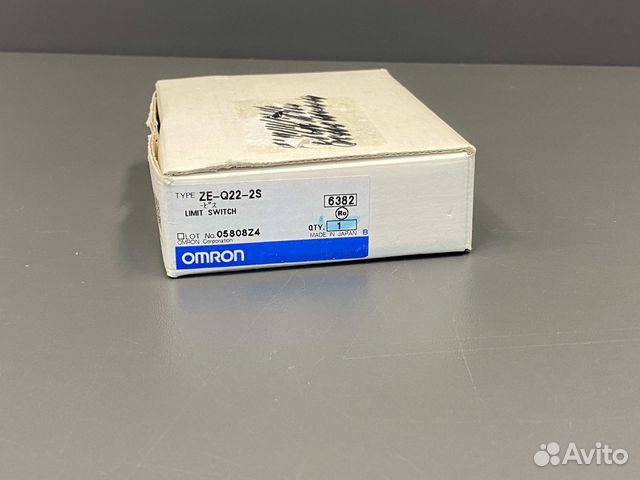 TYPE ZE-Q22-2S
-ビス
LIMIT SWITCH
6382
Ro
QTY. 1
LOT No. 05808Z4
MADE IN JAPAN B
OMRON Corporation
OMRON
Avito